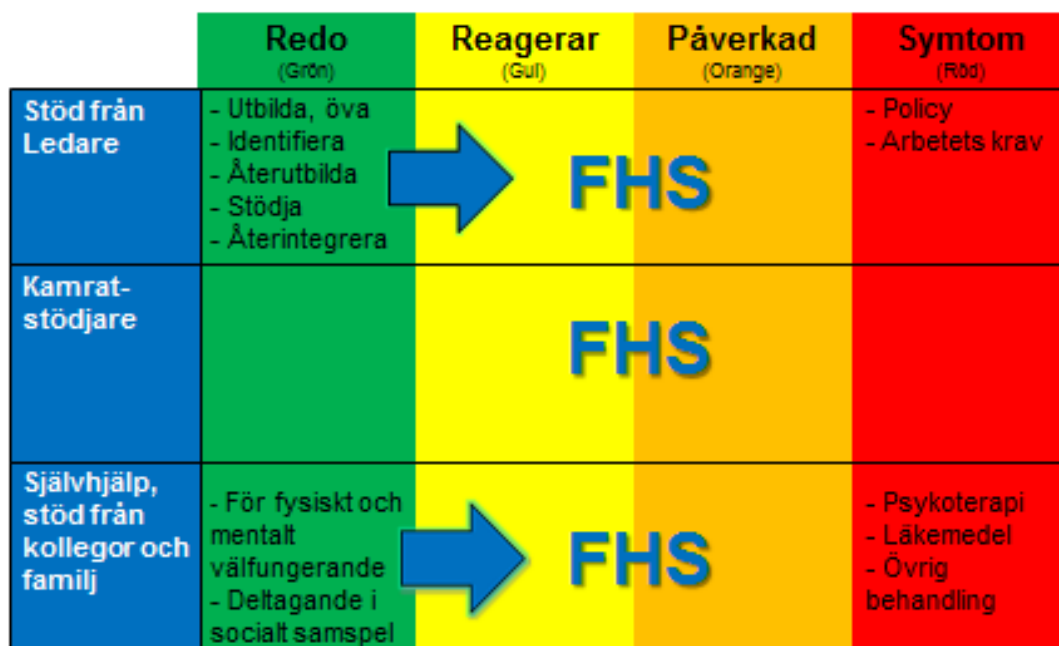 Redo
(Grön)
Reagerar
(Gul)
Påverkad
(Orange)
Symtom
(Röd)
Stöd från
Ledare
- Utbilda, öva
- Identifiera
- Återutbilda
- Stödja
- Återintegrera
FHS
- Policy
- Arbetets krav
Kamrat-
stödjare
FHS
Självhjälp,
stöd från
kollegor och
familj
- För fysiskt och
mentalt
välfungerande
- Deltagande i
socialt samspel
FHS
- Psykoterapi
- Läkemedel
- Övrig
behandling